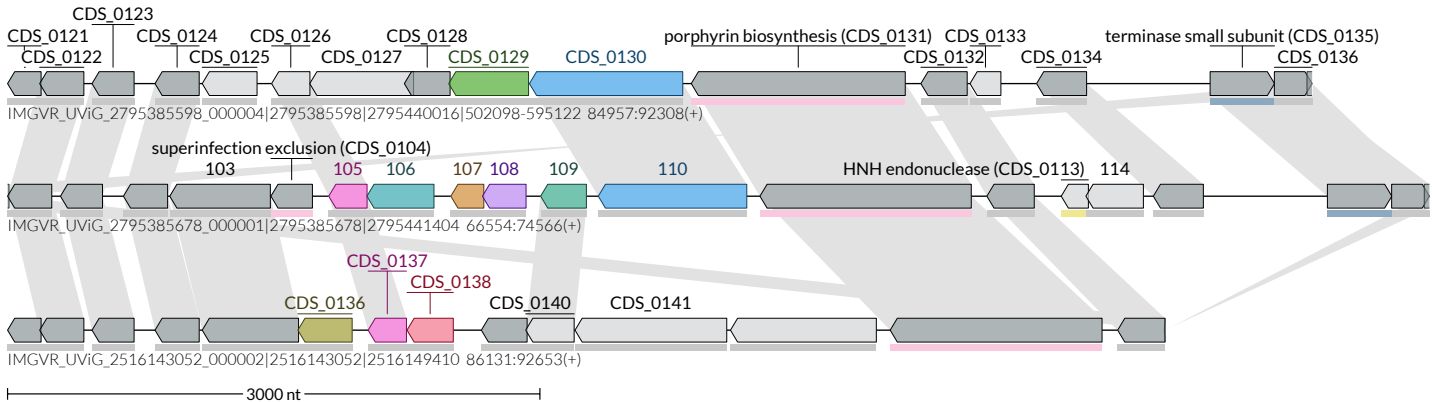 CDS_0123
CDS_0121 CDS_0124 CDS_0126 CDS_0128 porphyrin biosynthesis (CDS_0131) CDS_0133 terminase small subunit (CDS_0135)
CDS_0122 CDS_0125 CDS_0127 CDS_0129 CDS_0130 CDS_0132 CDS_0134 CDS_0136
IMGVR_UViG_2795385598_000004|2795385598|2795440016|502098-595122 84957:92308(+)
superinfection exclusion (CDS_0104)
103 105 106 107 108 109 110 HNH endonuclease (CDS_0113) 114
IMGVR_UViG_2795385678_000001|2795385678|2795441404 66554:74566(+)
CDS_0137
CDS_0138
CDS_0136 CDS_0140 CDS_0141
IMGVR_UViG_2516143052_000002|2516143052|2516149410 86131:92653(+)
3000 nt